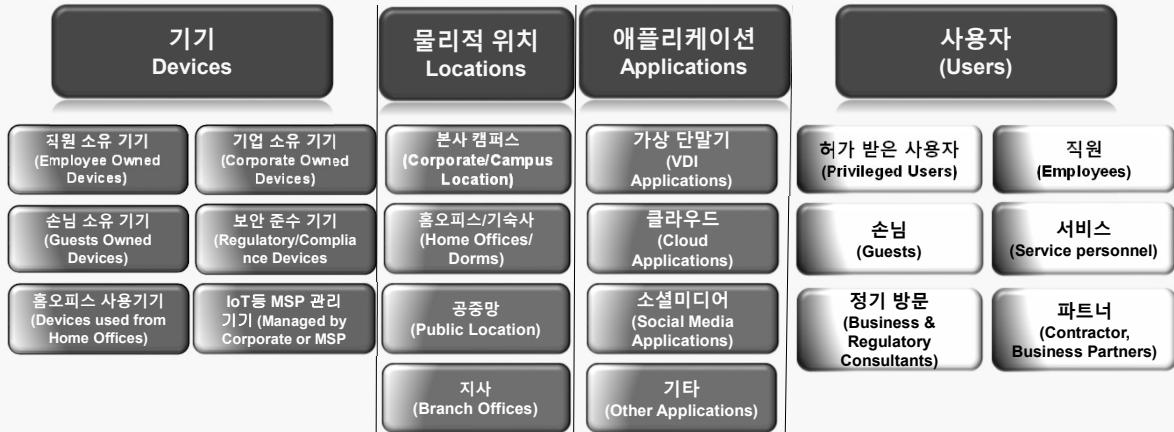 기기
Devices
직원 소유 기기
(Employee Owned
Devices)
기업 소유 기기
(Corporate Owned
Devices)
손님 소유 기기
(Guests Owned
Devices)
보안 준수 기기
(Regulatory/Complia
nce Devices
홈오피스 사용기기
(Devices used from
Home Offices)
IoT등 MSP 관리
기기 (Managed by
Corporate or MSP
물리적 위치
Locations
본사 캠퍼스
(Corporate/Campus
Location)
홈오피스/기숙사
(Home Offices/
Dorms)
공중망
(Public Location)
지사
(Branch Offices)
애플리케이션
Applications
가상 단말기
(VDI
Applications)
클라우드
(Cloud
Applications)
소셜미디어
(Social Media
Applications)
기타
(Other Applications)
사용자
(Users)
허가 받은 사용자
(Privileged Users)
직원
(Employees)
손님
(Guests)
서비스
(Service personnel)
정기 방문
(Business &
Regulatory
Consultants)
파트너
(Contractor,
Business Partners)